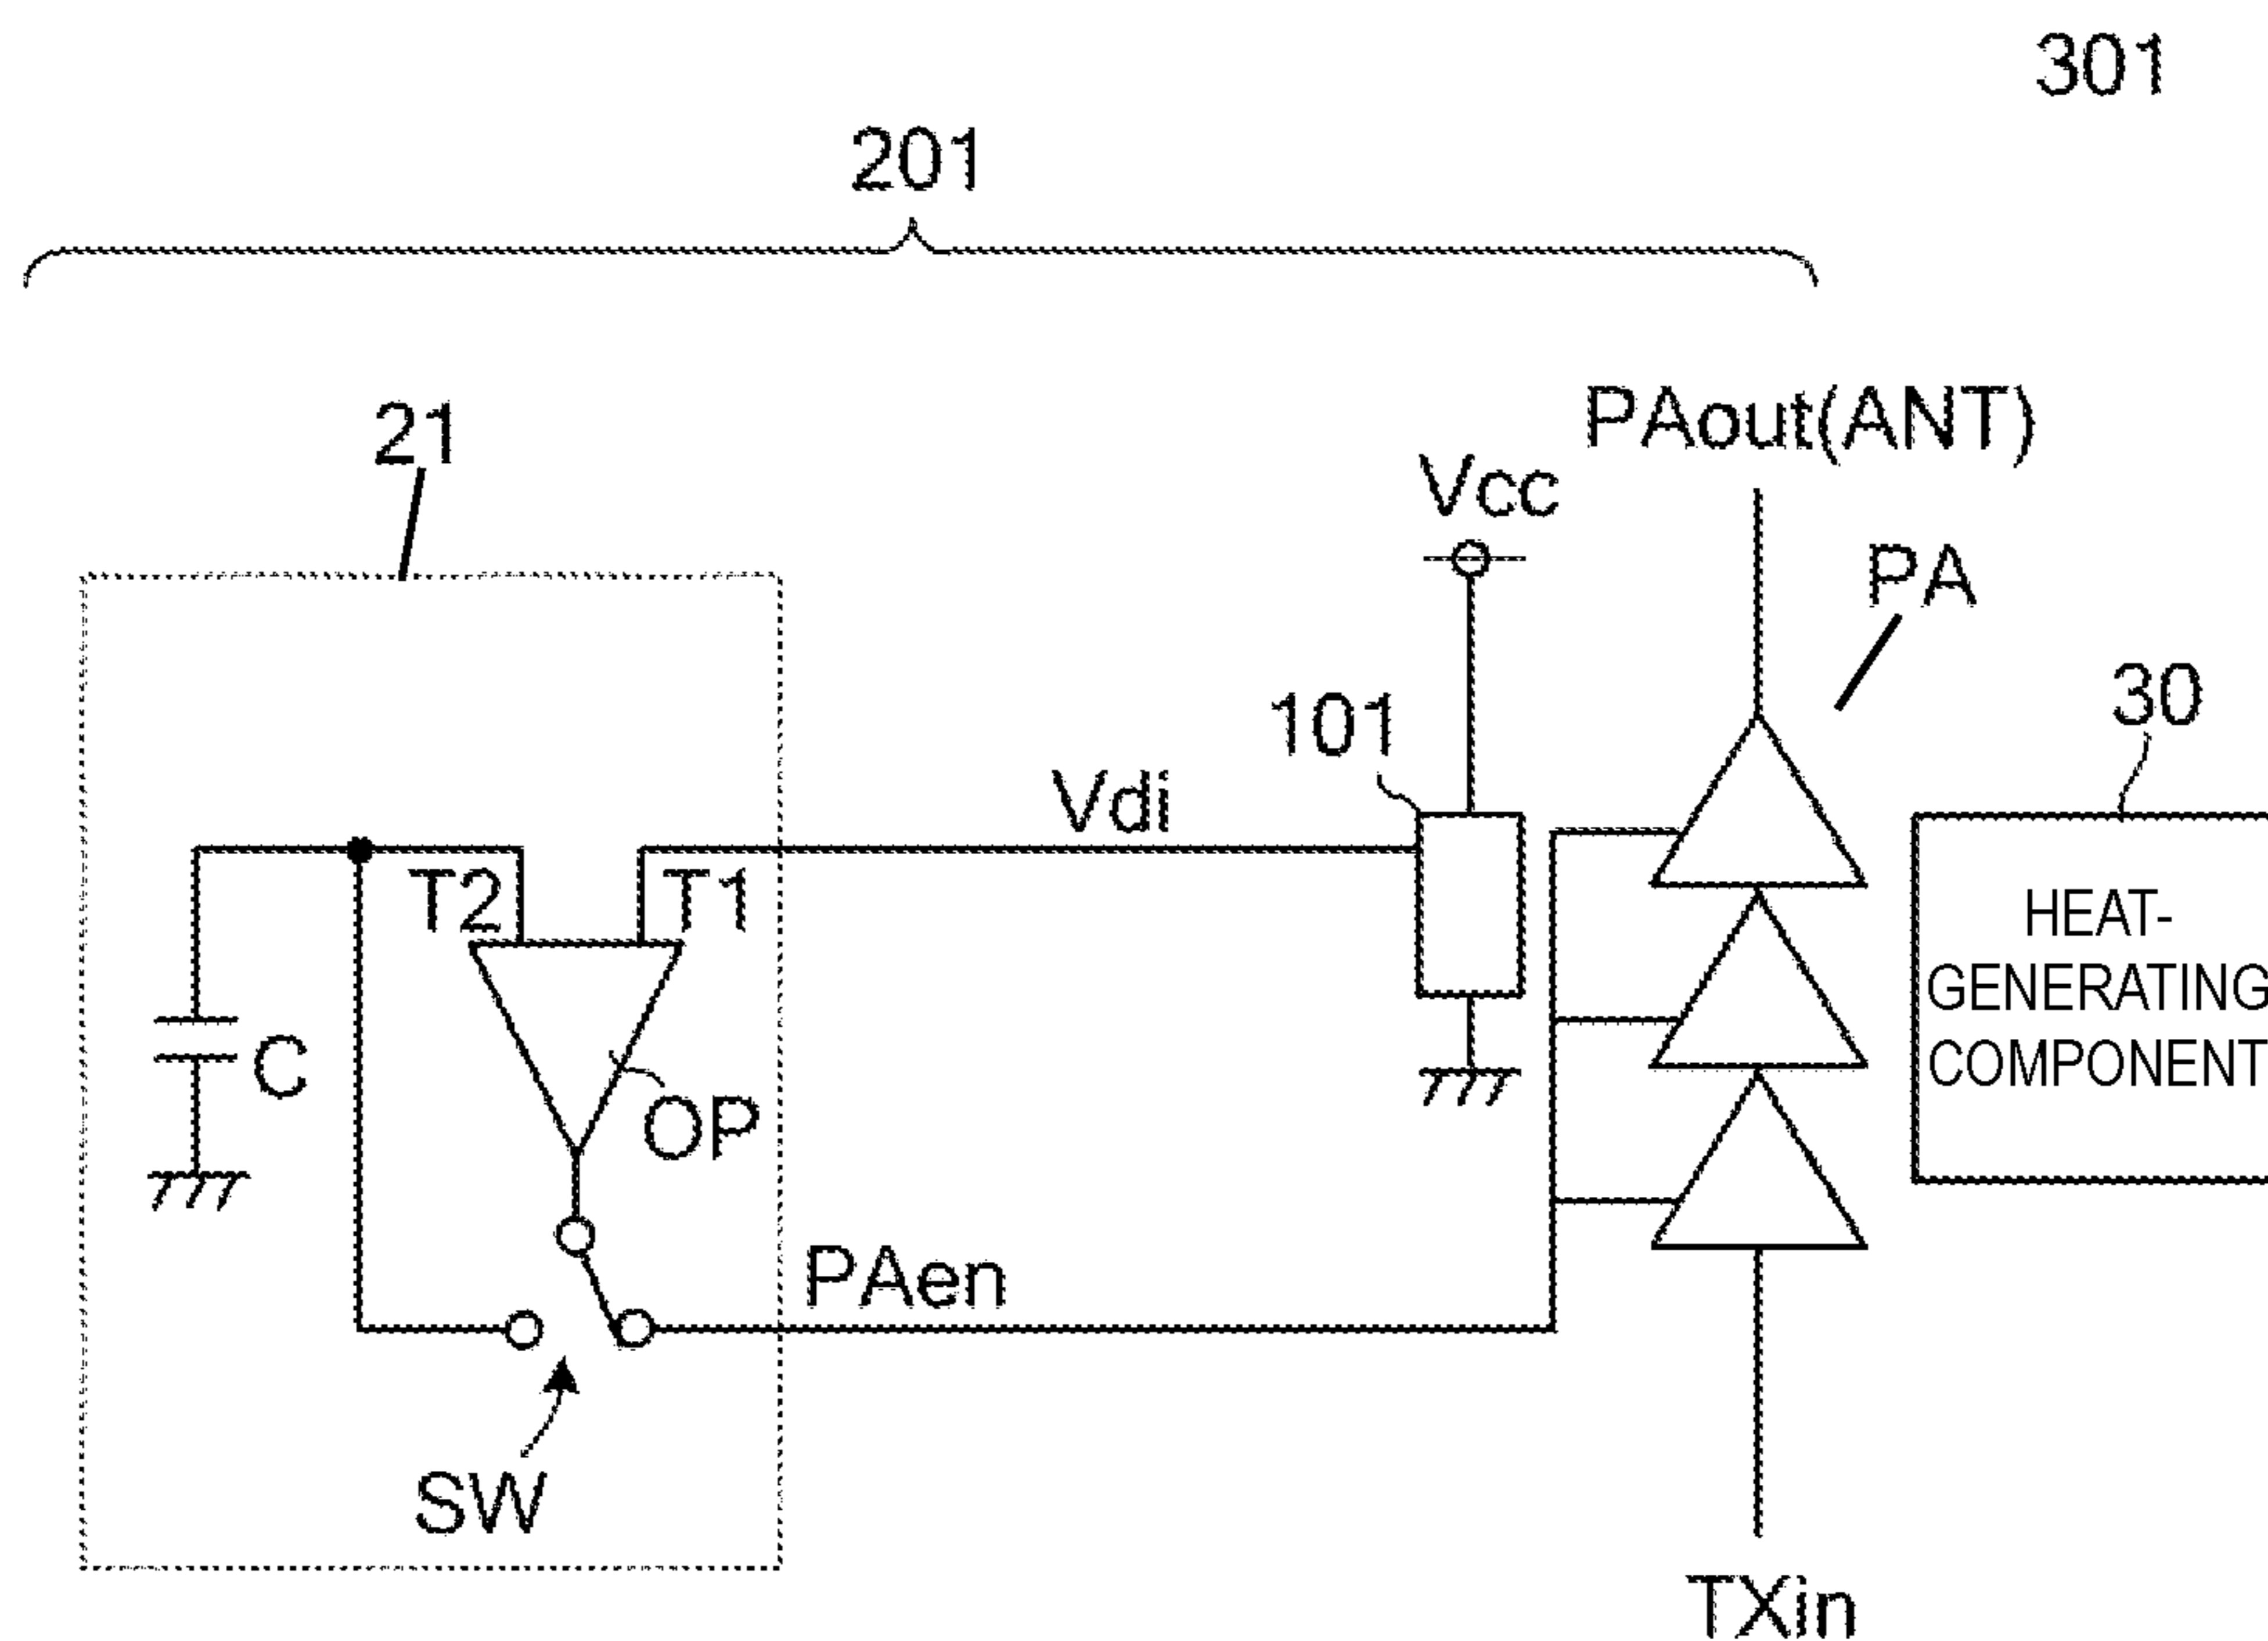 301
201
21
PAout(ANT)
Vcc
PA
30
101
Vdi
T2
T1
HEAT-
GENERATING
COMPONENT
C
OP
PAen
SW
TXin